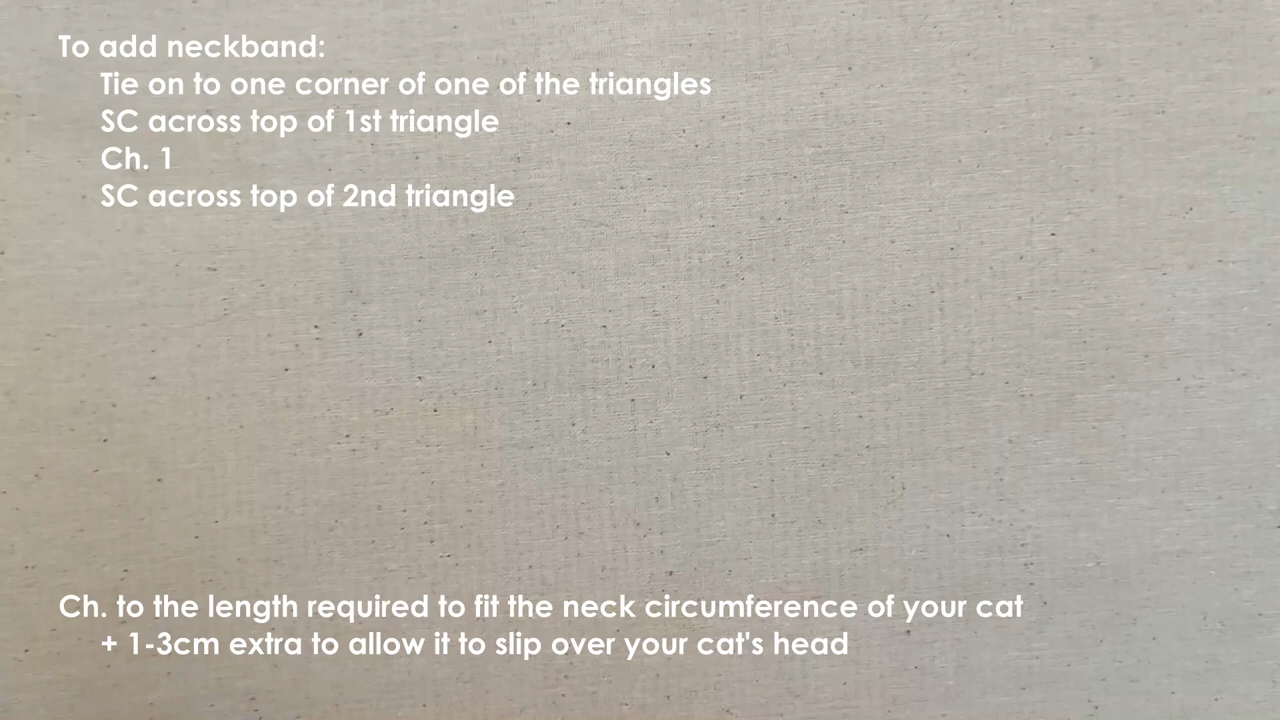 To add neckband:
Tie on to one corner of one of the triangles
SC across top of 1st triangle
Ch. 1
SC across top of 2nd triangle
Ch. to the length required to fit the neck circumference of your cat
+ 1-3cm extra to allow it to slip over your cat's head